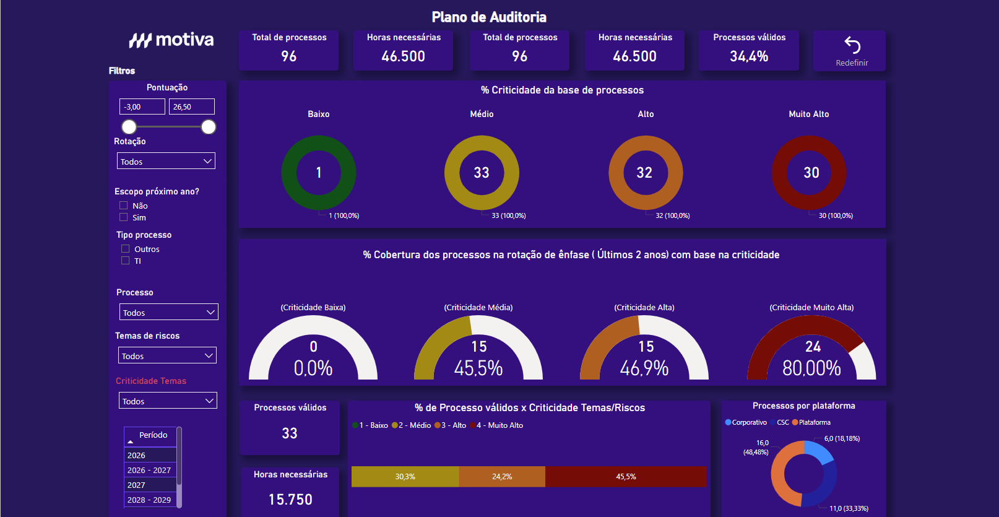 Plano de Auditoria
motiva
Total de processos
96
Horas necessárias
46.500
Total de processos
96
Horas necessárias
46.500
Processos válidos
34,4%
Redefinir
Filtros
Pontuação
-3,00
26,50
Rotação
Todos
Escopo próximo ano?
Não
Sim
Tipo processo
Outros
TI
Processo
Todos
Temas de riscos
Todos
Criticidade Temas
Todos
Período
2026
2026 - 2027
2027
2028 - 2029
% Criticidade da base de processos
Baixo
1
1 (100,0%)
Médio
33
33 (100,0%)
Alto
32
32 (100,0%)
Muito Alto
30
30 (100,0%)
% Cobertura dos processos na rotação de ênfase ( Últimos 2 anos) com base na criticidade
(Criticidade Baixa)
0
0,0%
(Criticidade Média)
15
45,5%
(Criticidade Alta)
15
46,9%
(Criticidade Muito Alta)
24
80,00%
Processos válidos
33
Horas necessárias
15.750
% de Processo válidos x Criticidade Temas/Riscos
1 - Baixo 2 - Médio 3 - Alto 4 - Muito Alto
30,3%
24,2%
45,5%
Processos por plataforma
Corporativo CSC Plataforma
6,0 (18,18%)
16,0
(48,48%)
11,0 (33,33%)